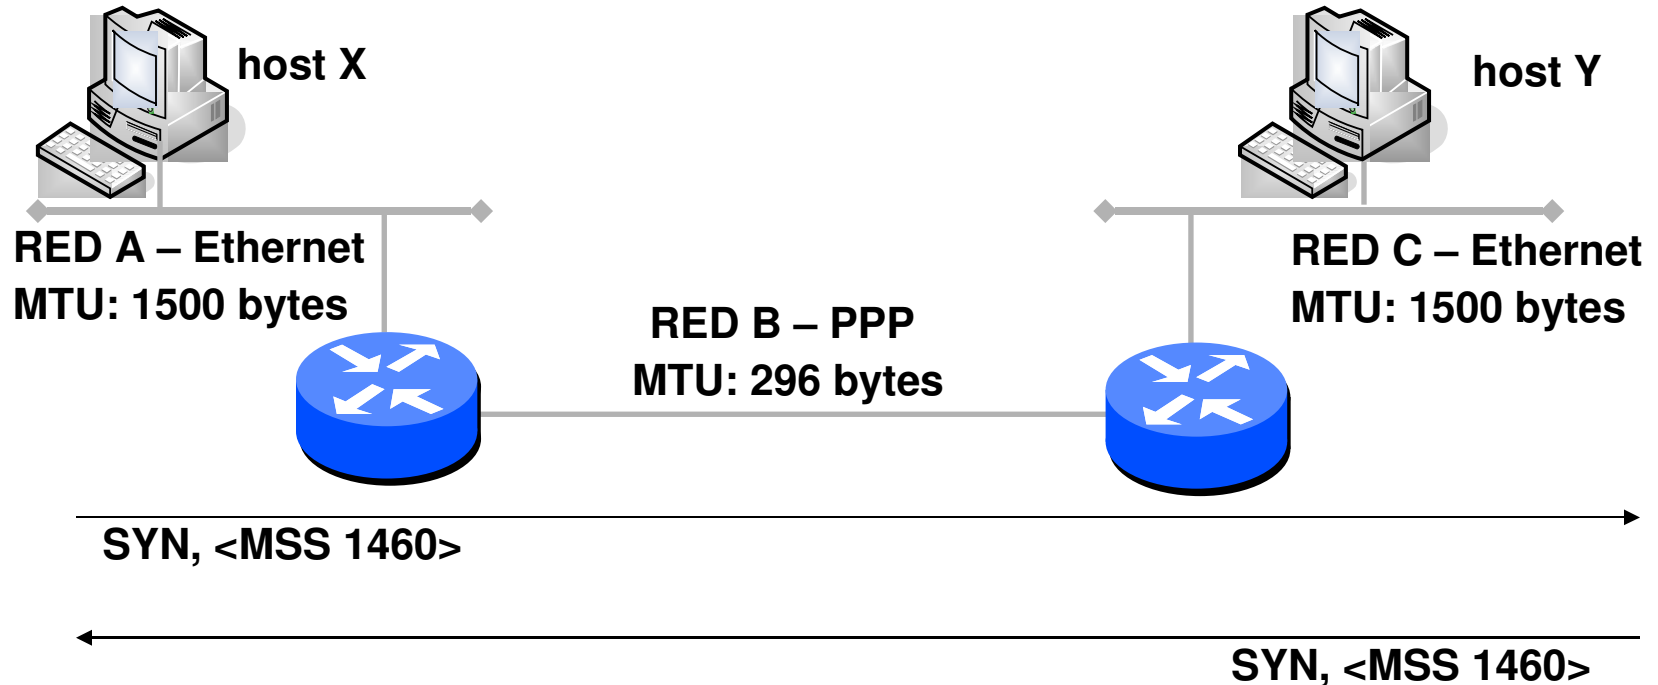 host X
host Y
RED A – Ethernet
MTU: 1500 bytes
RED C – Ethernet
MTU: 1500 bytes
RED B – PPP
MTU: 296 bytes
SYN, <MSS 1460>
SYN, <MSS 1460>